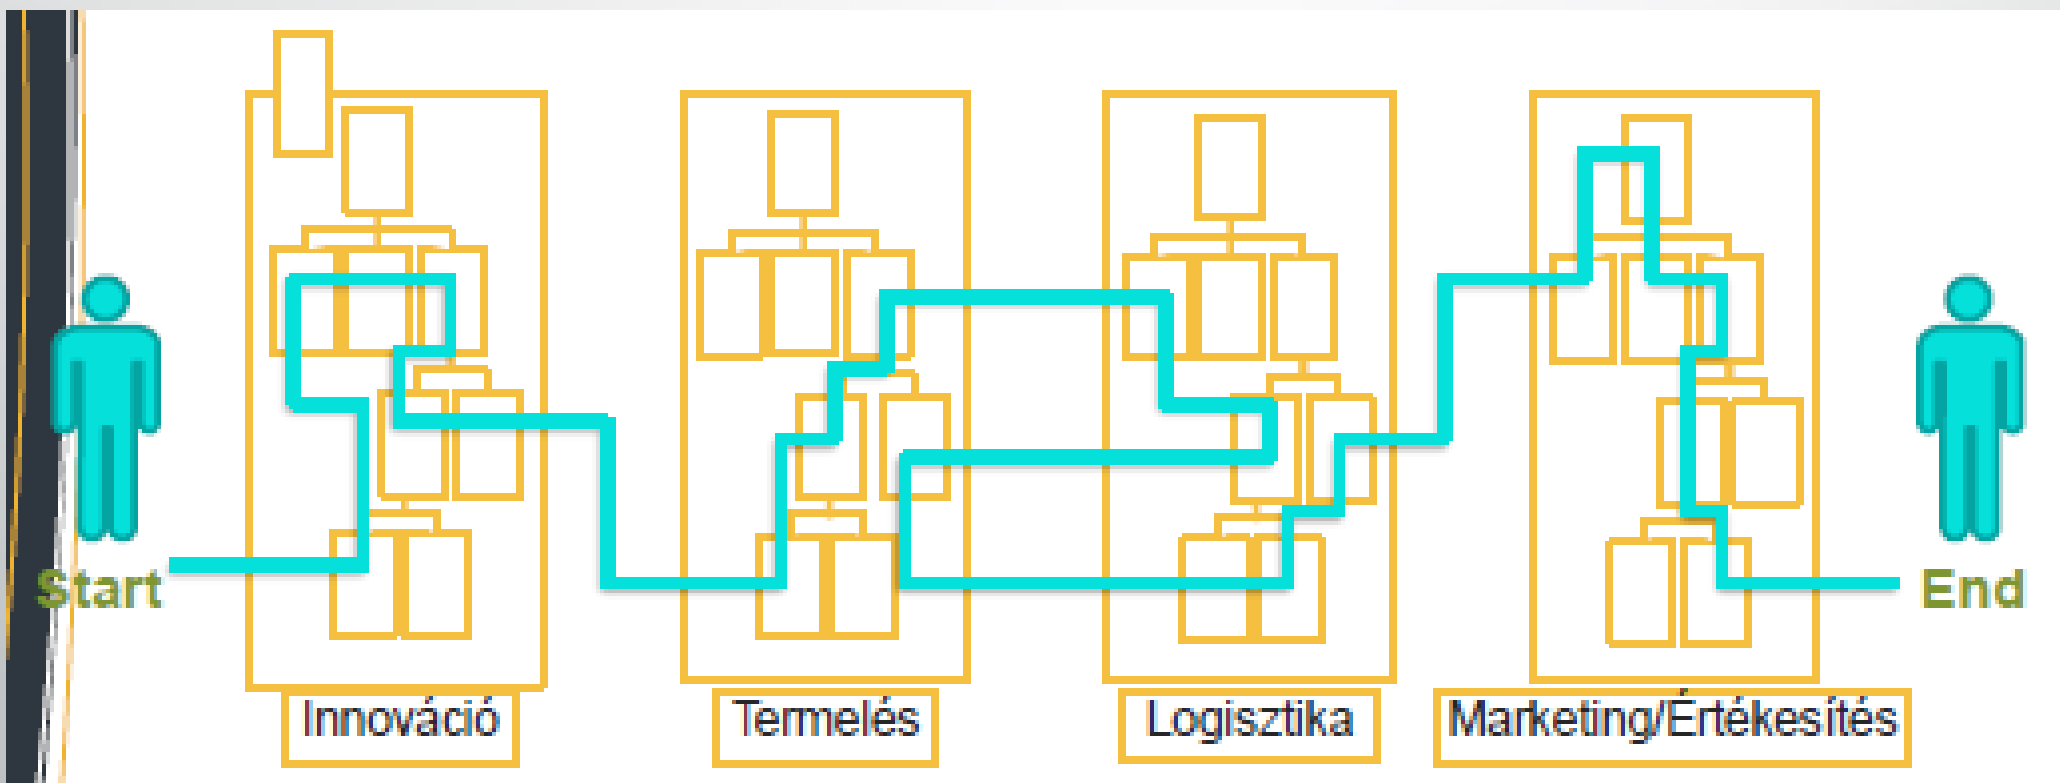 Start
End
Innováció
Termelés
Logisztika
Marketing/Értékesítés